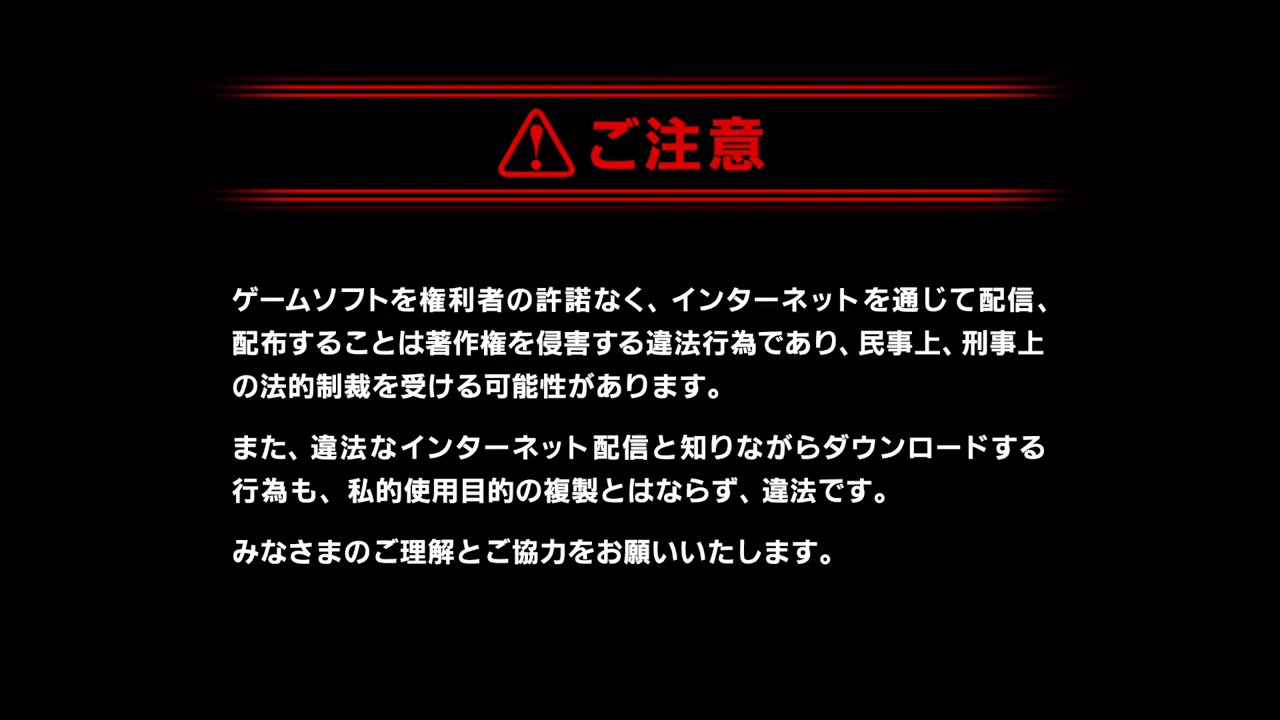 ご注意
ゲームソフトを権利者の許諾なく、インターネットを通じて配信、
配布することは著作権を侵害する違法行為であり、民事上、刑事上
の法的制裁を受ける可能性があります。
また、違法なインターネット配信と知りながらダウンロードする
行為も、私的使用目的の複製とはならず、違法です。
みなさまのご理解とご協力をお願いいたします。